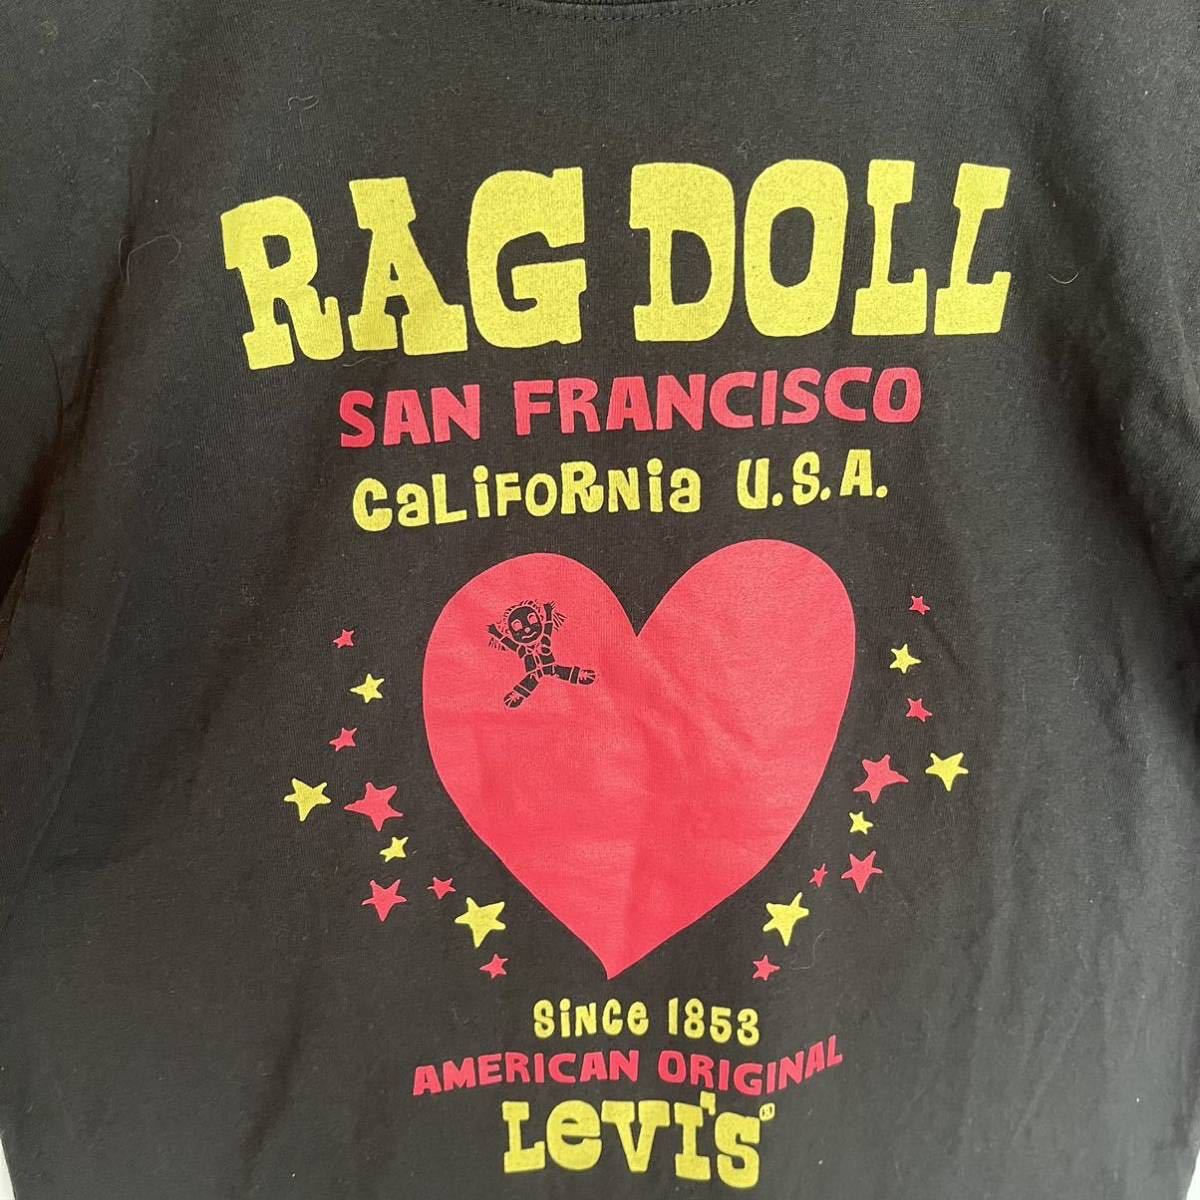 RAG DOLL
SAN FRANCISCO
CaLiFoRNia U.S.A.
SiNCe 1853
AMERICAN ORIGINAL
LeVi's®